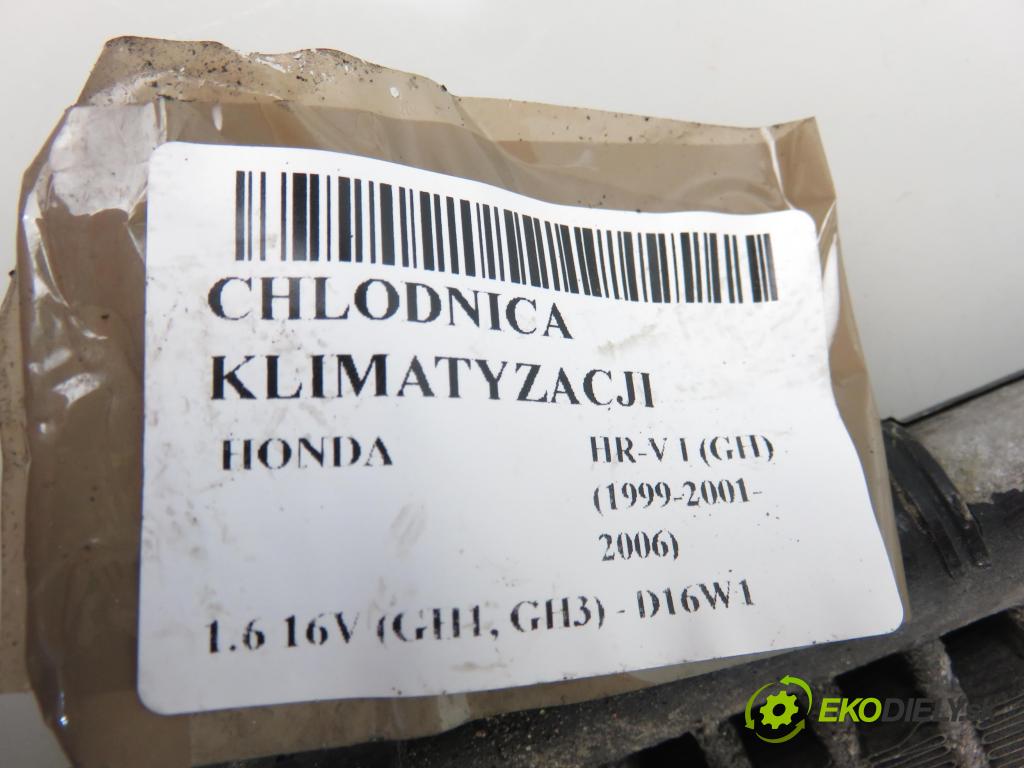 CHLODNICA
KLIMATYZACJI
HONDA
HR-V I (GH)
(1999-2001-
2006)
1.6 16V (GH1, GH3) - D16W1
EKODIELY